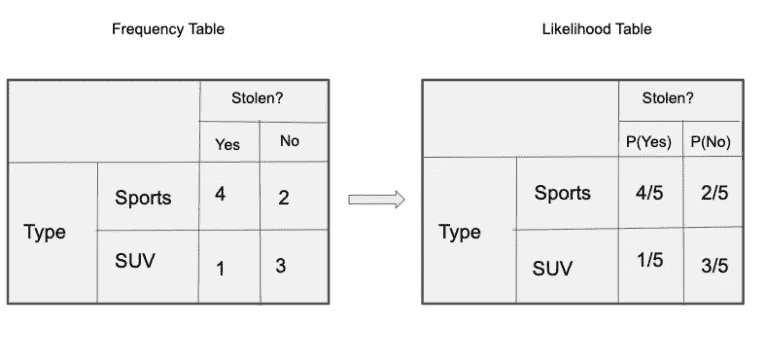 Frequency Table
Stolen?
Yes No
Type Sports 4 2
SUV 1 3
Likelihood Table
Stolen?
P(Yes) P(No)
Type Sports 4/5 2/5
SUV 1/5 3/5